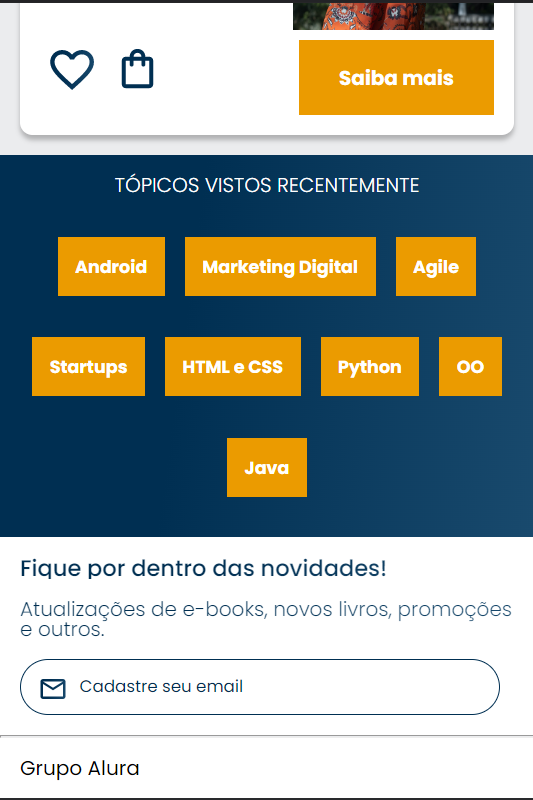 Saiba mais
TÓPICOS VISTOS RECENTEMENTE
Android
Marketing Digital
Agile
Startups
HTML e CSS
Python
OO
Java
Fique por dentro das novidades!
Atualizações de e-books, novos livros, promoções
e outros.
Cadastre seu email
Grupo Alura